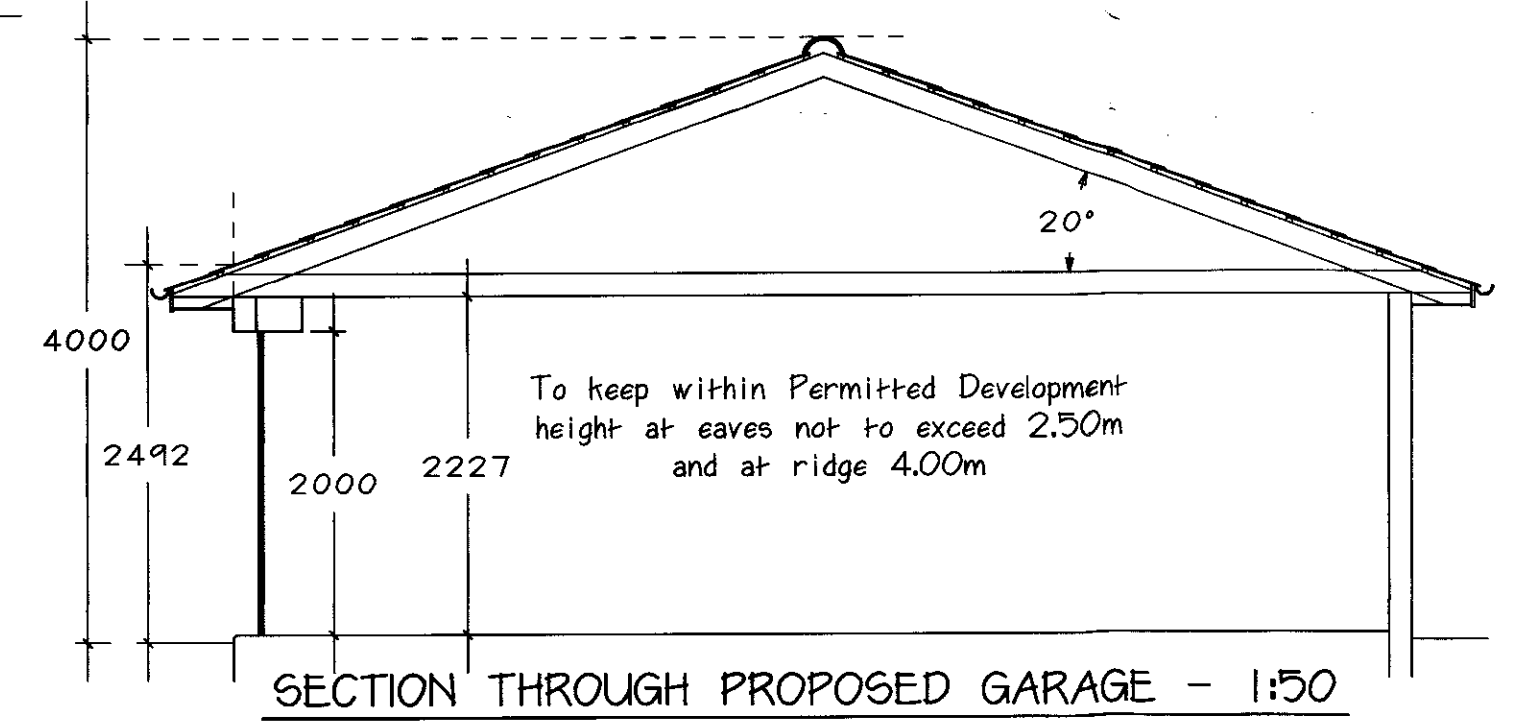 20°
4000
2492
2000
2227
To keep within Permitted Development
height at eaves not to exceed 2.50m
and at ridge 4.00m
SECTION THROUGH PROPOSED GARAGE - 1:50